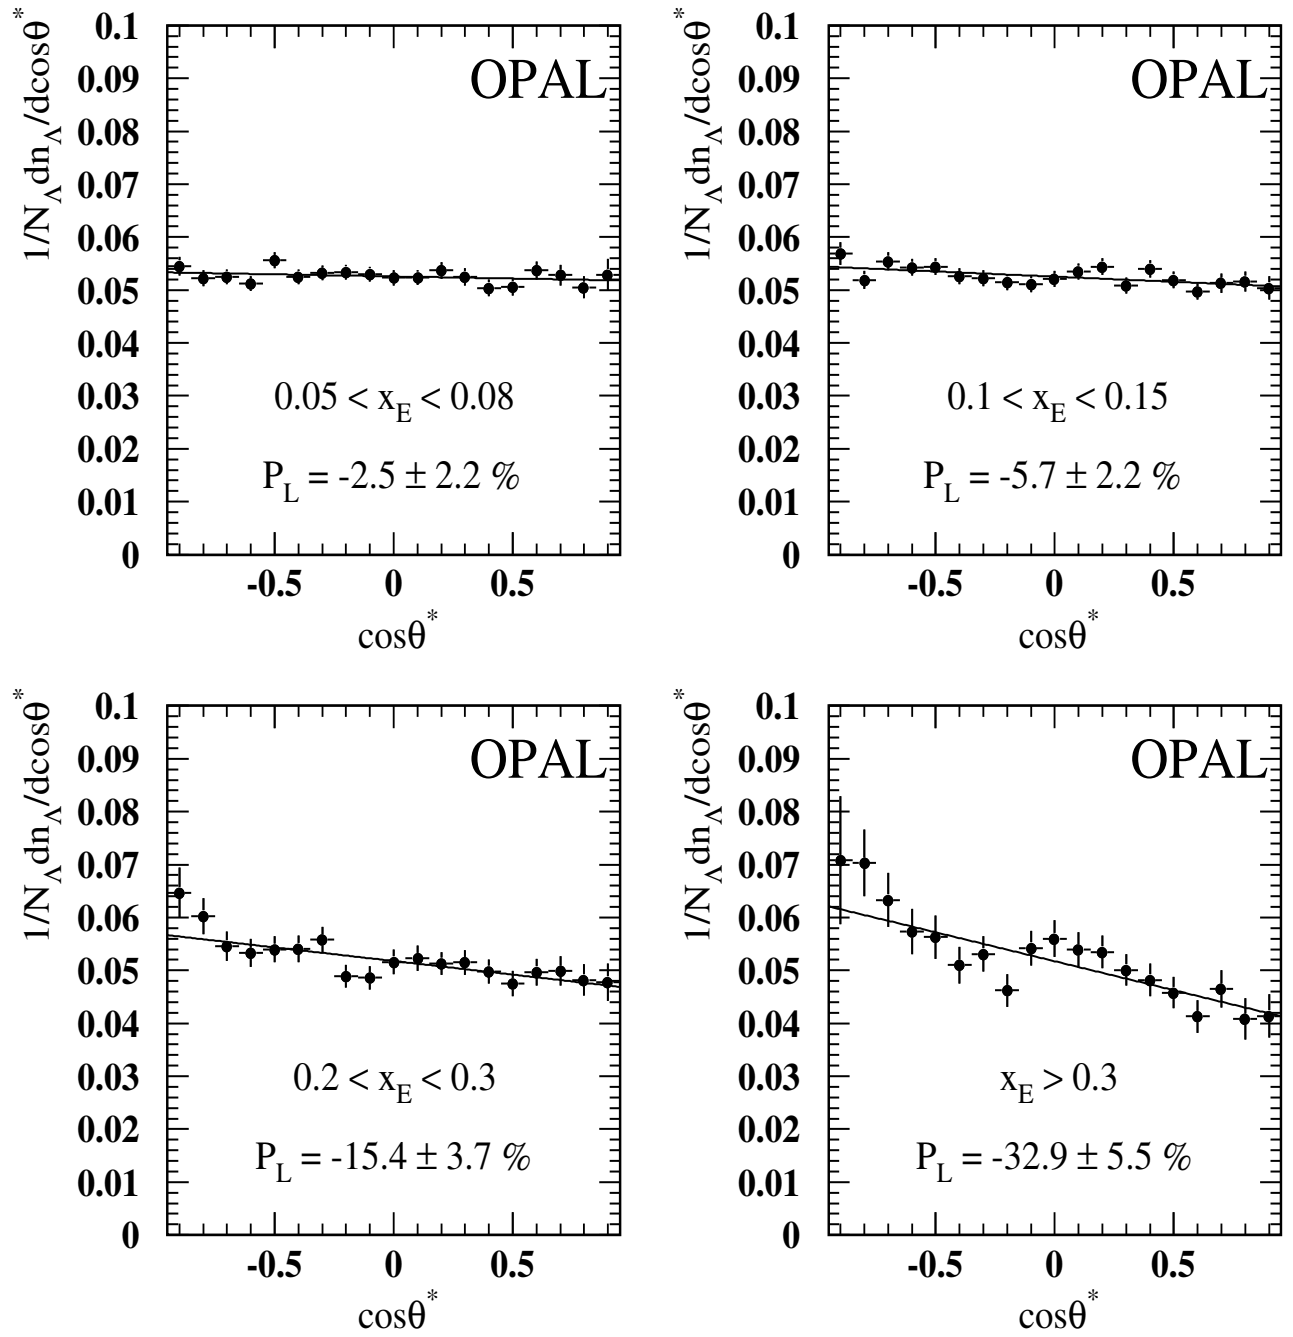 1/N_Λ dn_Λ/dcosθ*
OPAL
0.1
0.09
0.08
0.07
0.06
0.05
0.04
0.03
0.02
0.01
0
0.05 < x_E < 0.08
P_L = -2.5 ± 2.2 %
-0.5 0 0.5
cosθ*
1/N_Λ dn_Λ/dcosθ*
OPAL
0.1
0.09
0.08
0.07
0.06
0.05
0.04
0.03
0.02
0.01
0
0.1 < x_E < 0.15
P_L = -5.7 ± 2.2 %
-0.5 0 0.5
cosθ*
1/N_Λ dn_Λ/dcosθ*
OPAL
0.1
0.09
0.08
0.07
0.06
0.05
0.04
0.03
0.02
0.01
0
0.2 < x_E < 0.3
P_L = -15.4 ± 3.7 %
-0.5 0 0.5
cosθ*
1/N_Λ dn_Λ/dcosθ*
OPAL
0.1
0.09
0.08
0.07
0.06
0.05
0.04
0.03
0.02
0.01
0
x_E > 0.3
P_L = -32.9 ± 5.5 %
-0.5 0 0.5
cosθ*